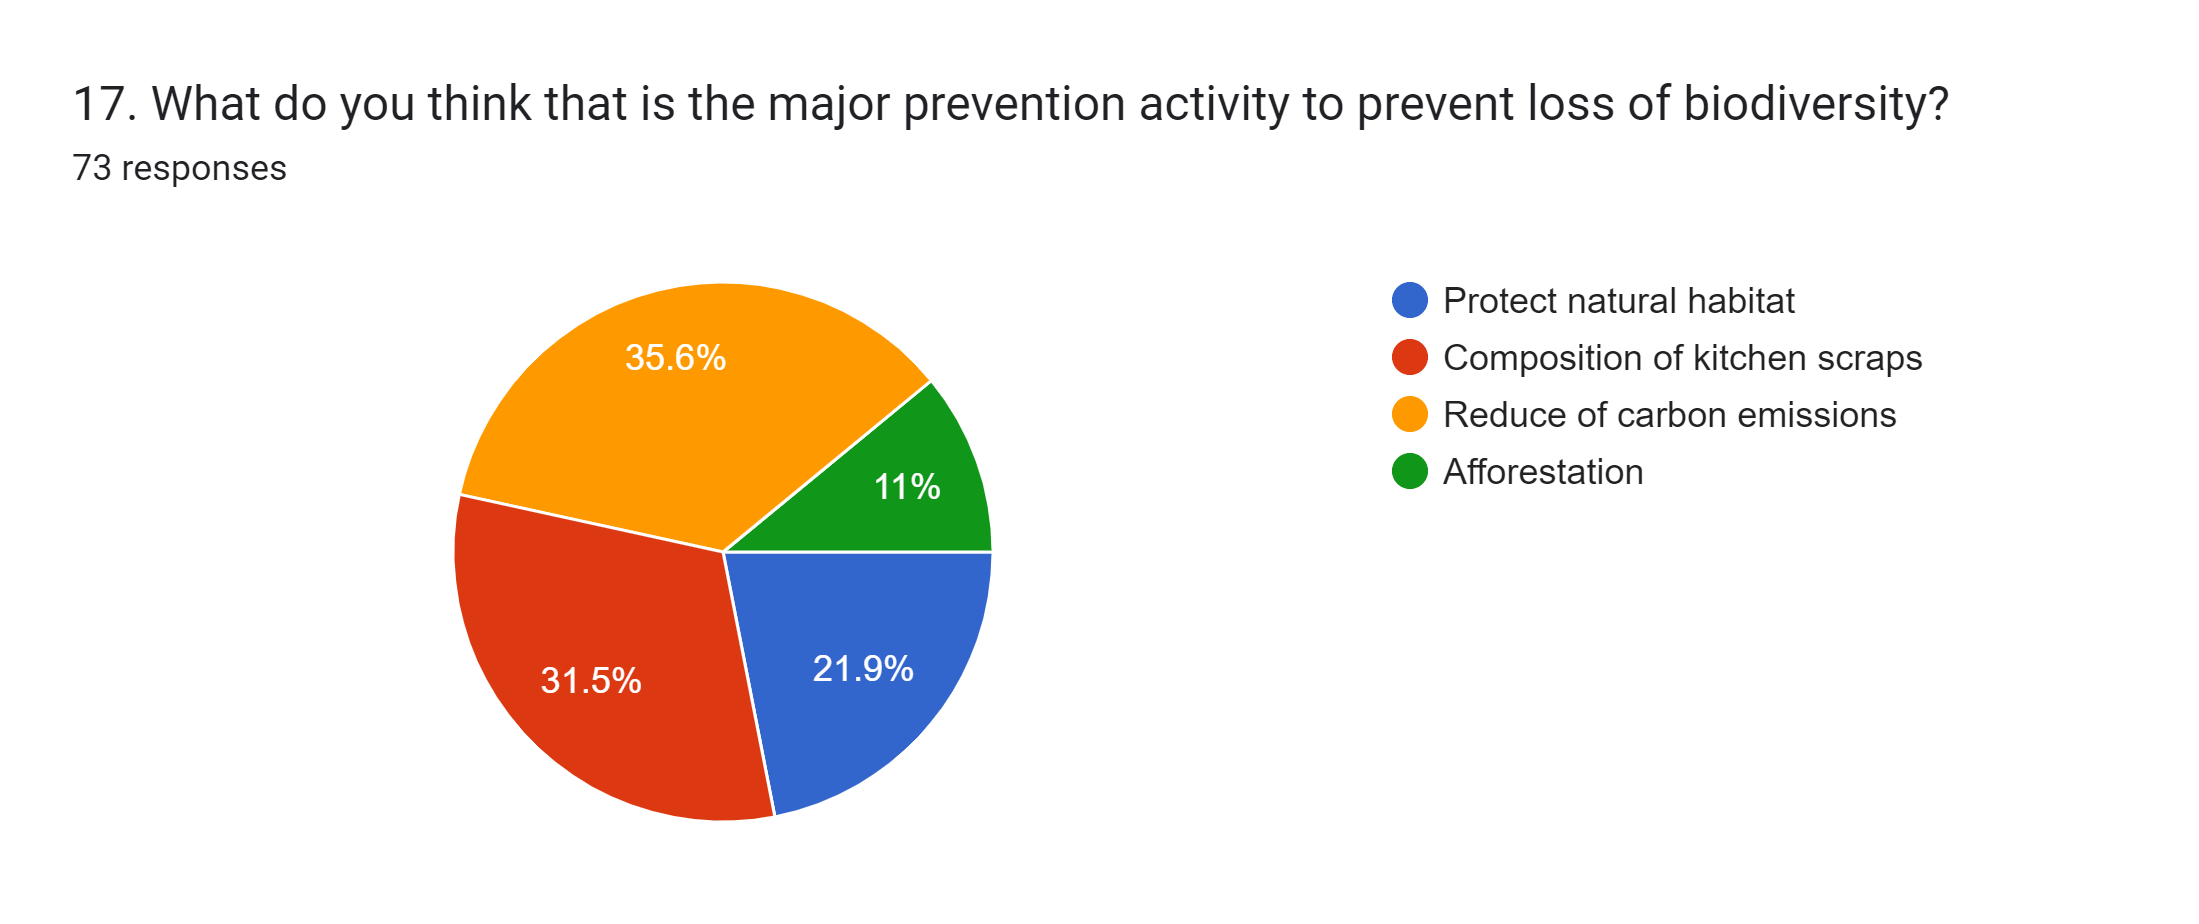 17. What do you think that is the major prevention activity to prevent loss of biodiversity?
73 responses
35.6%
11%
31.5%
21.9%
Protect natural habitat
Composition of kitchen scraps
Reduce of carbon emissions
Afforestation